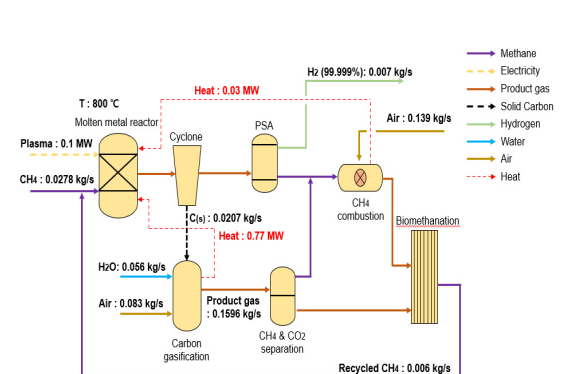 H2 (99.999%): 0.007 kg/s
Methane
Electricity
Product gas
Solid Carbon
Hydrogen
Water
Air
Heat
Heat : 0.03 MW
T : 800 ℃
Molten metal reactor
Air : 0.139 kg/s
PSA
Cyclone
Plasma : 0.1 MW
CH4 : 0.0278 kg/s
CH4
combustion
C(s) : 0.0207 kg/s
Heat : 0.77 MW
Biomethanation
H2O: 0.056 kg/s
Air : 0.083 kg/s
Product gas
: 0.1596 kg/s
Carbon
gasification
CH4 & CO2
separation
Recycled CH4 : 0.006 kg/s